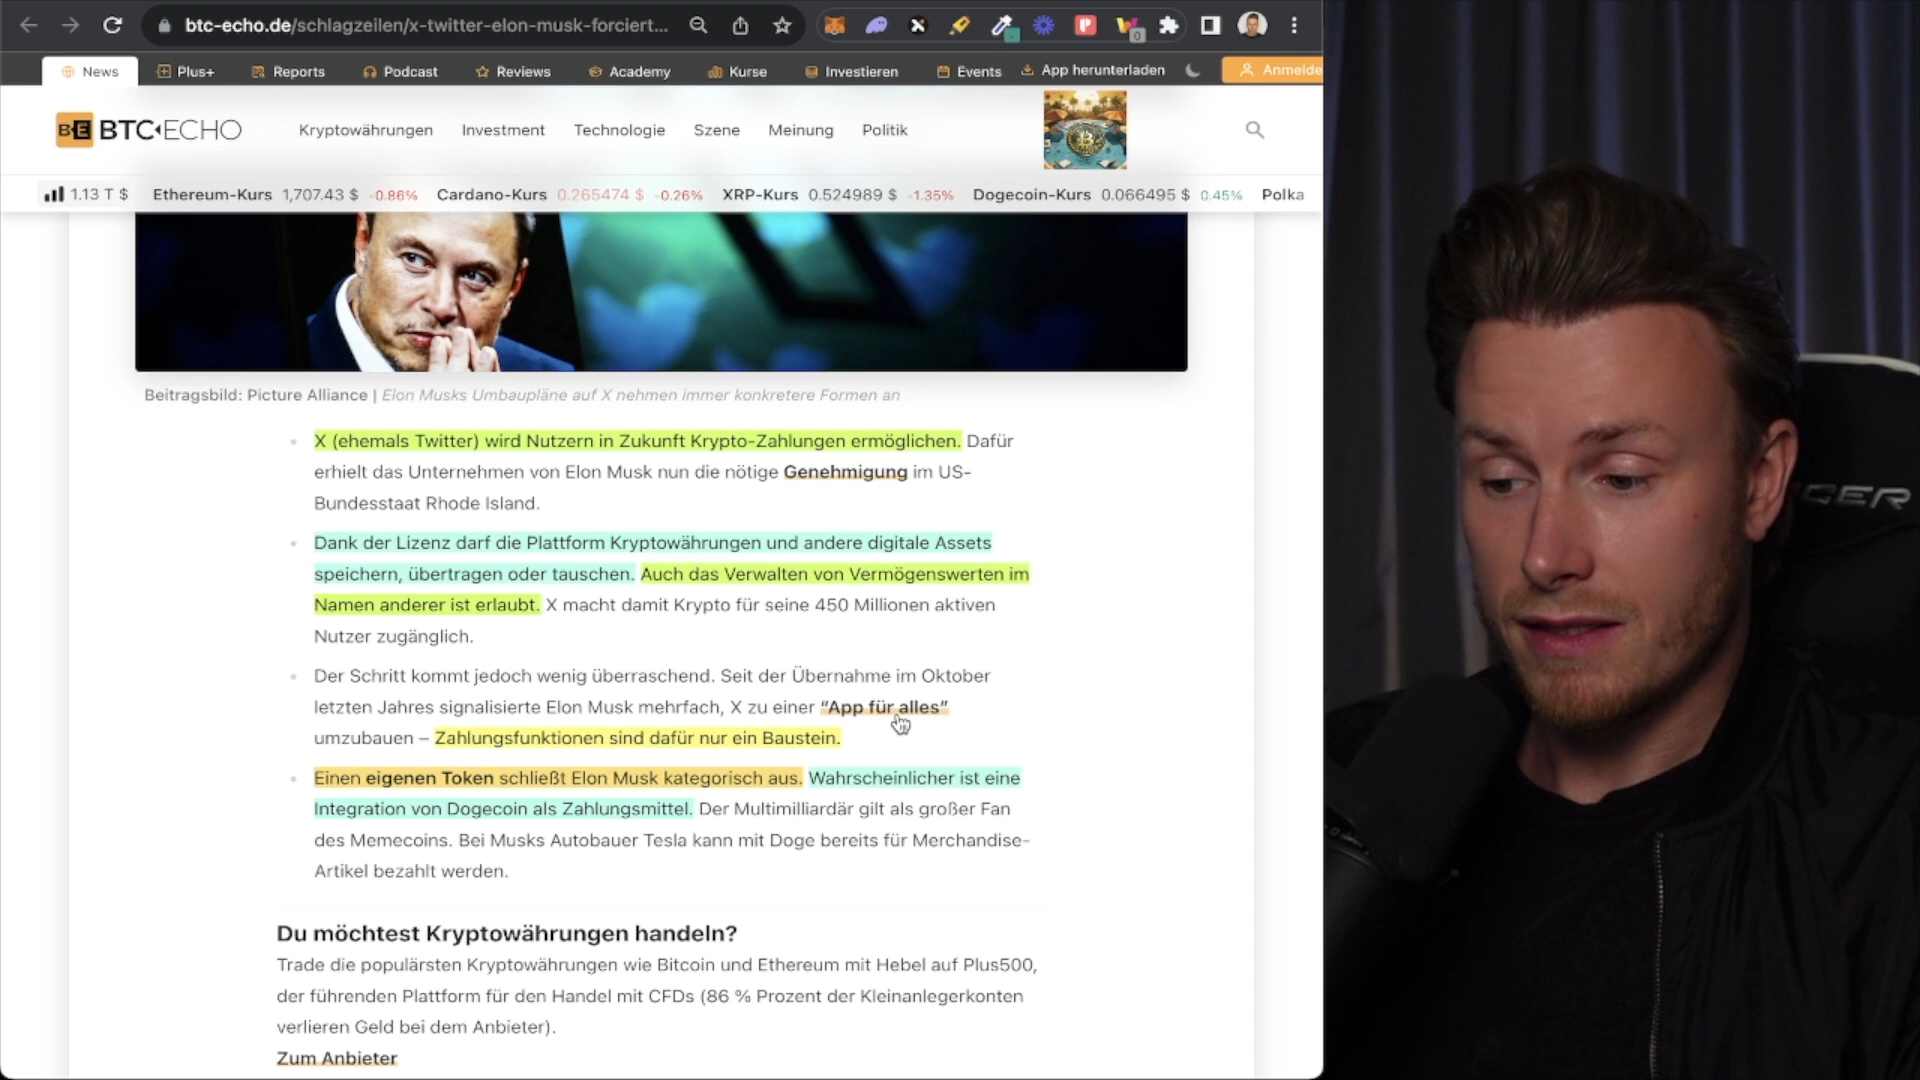 btc-echo.de/schlagzeilen/x-twitter-elon-musk-forciert...
0
News
Plus+
Reports
Podcast
Reviews
Academy
Kurse
Investieren
Events
App herunterladen
Anmelde
BE BTC ECHO
Kryptowährungen
Investment
Technologie
Szene
Meinung
Politik
1.13 T $ Ethereum-Kurs 1,707.43 $ -0.86% Cardano-Kurs 0.265474 $ -0.26% XRP-Kurs 0.524989 $ -1.35% Dogecoin-Kurs 0.066495 $ 0.45% Polka
Beitragsbild: Picture Alliance | Elon Musks Umbaupläne auf X nehmen immer konkretere Formen an
X (ehemals Twitter) wird Nutzern in Zukunft Krypto-Zahlungen ermöglichen. Dafür
erhielt das Unternehmen von Elon Musk nun die nötige Genehmigung im US-
Bundesstaat Rhode Island.
Dank der Lizenz darf die Plattform Kryptowährungen und andere digitale Assets
speichern, übertragen oder tauschen. Auch das Verwalten von Vermögenswerten im
Namen anderer ist erlaubt. X macht damit Krypto für seine 450 Millionen aktiven
Nutzer zugänglich.
Der Schritt kommt jedoch wenig überraschend. Seit der Übernahme im Oktober
letzten Jahres signalisierte Elon Musk mehrfach, X zu einer “App für alles”
umzubauen – Zahlungsfunktionen sind dafür nur ein Baustein.
Einen eigenen Token schließt Elon Musk kategorisch aus. Wahrscheinlicher ist eine
Integration von Dogecoin als Zahlungsmittel. Der Multimilliardär gilt als großer Fan
des Memecoins. Bei Musks Autobauer Tesla kann mit Doge bereits für Merchandise-
Artikel bezahlt werden.
Du möchtest Kryptowährungen handeln?
Trade die populärsten Kryptowährungen wie Bitcoin und Ethereum mit Hebel auf Plus500,
der führenden Plattform für den Handel mit CFDs (86 % Prozent der Kleinanlegerkonten
verlieren Geld bei dem Anbieter).
Zum Anbieter